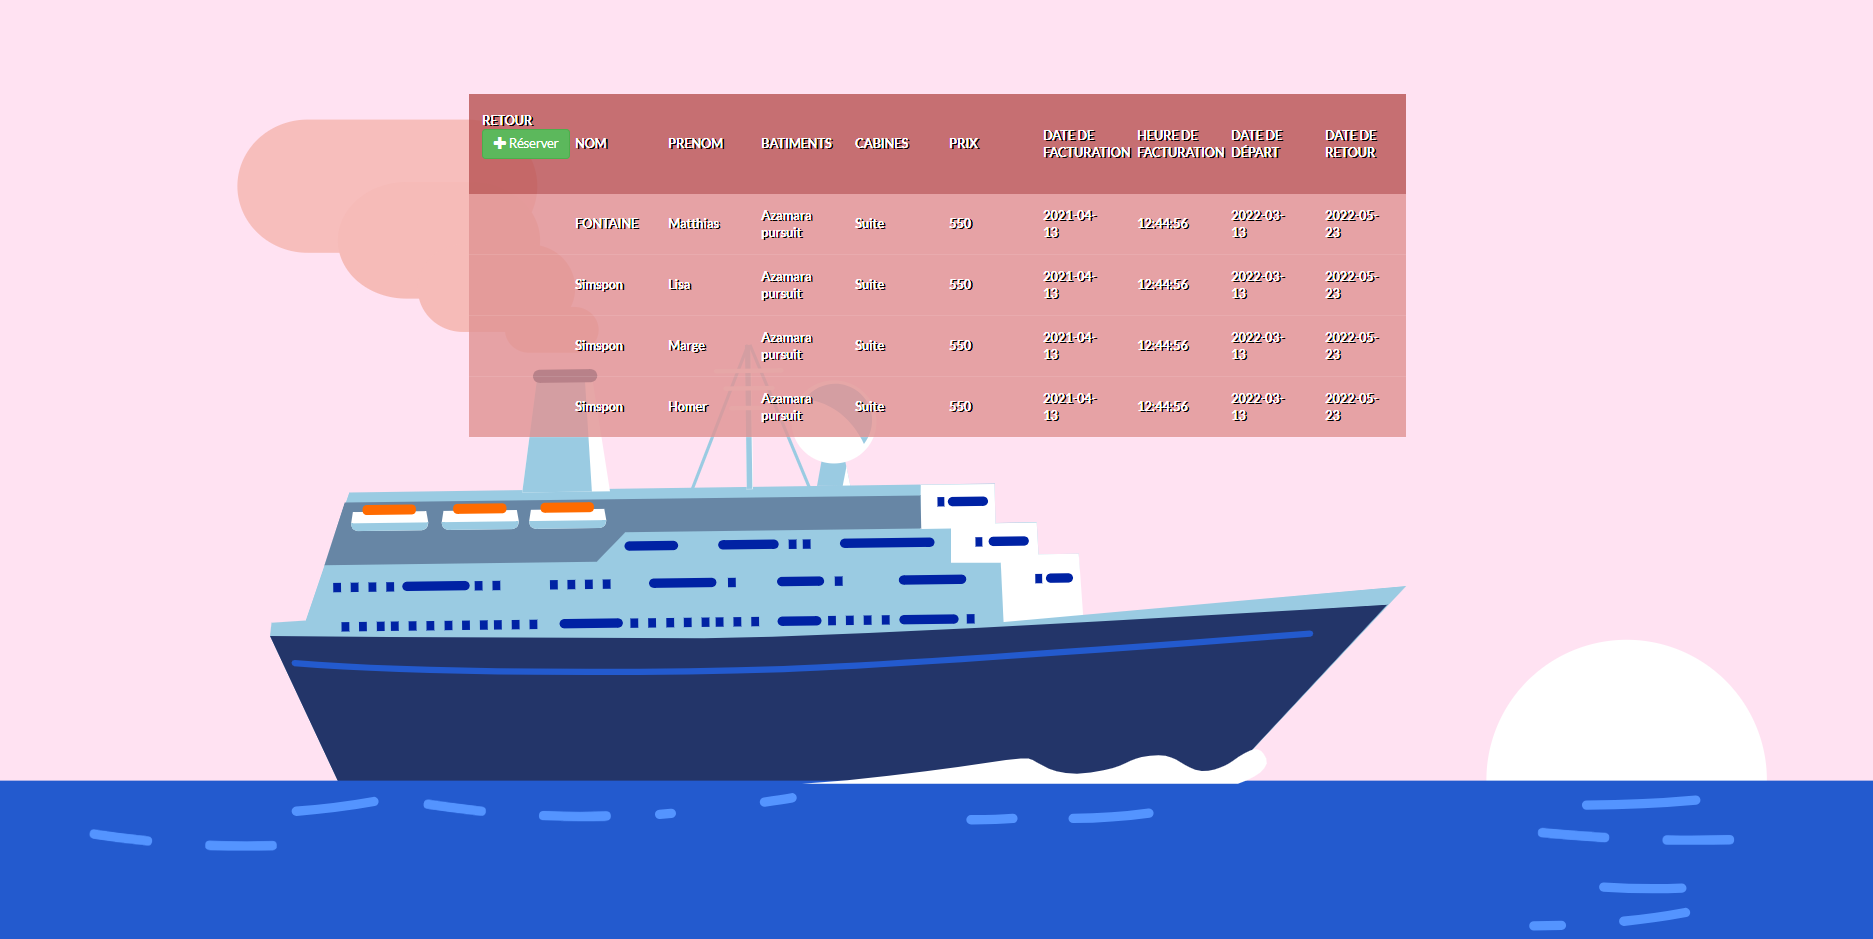 RETOUR
Réserver NOM PRENOM BATIMENTS CABINES PRIX DATE DE FACTURATION HEURE DE FACTURATION DATE DE DÉPART DATE DE RETOUR
FONTAINE Matthias Azamara pursuit Suite 550 2021-04-13 12:44:56 2022-03-13 2022-05-23
Simspon Lisa Azamara pursuit Suite 550 2021-04-13 12:44:56 2022-03-13 2022-05-23
Simspon Marge Azamara pursuit Suite 550 2021-04-13 12:44:56 2022-03-13 2022-05-23
Simspon Homer Azamara pursuit Suite 550 2021-04-13 12:44:56 2022-03-13 2022-05-23